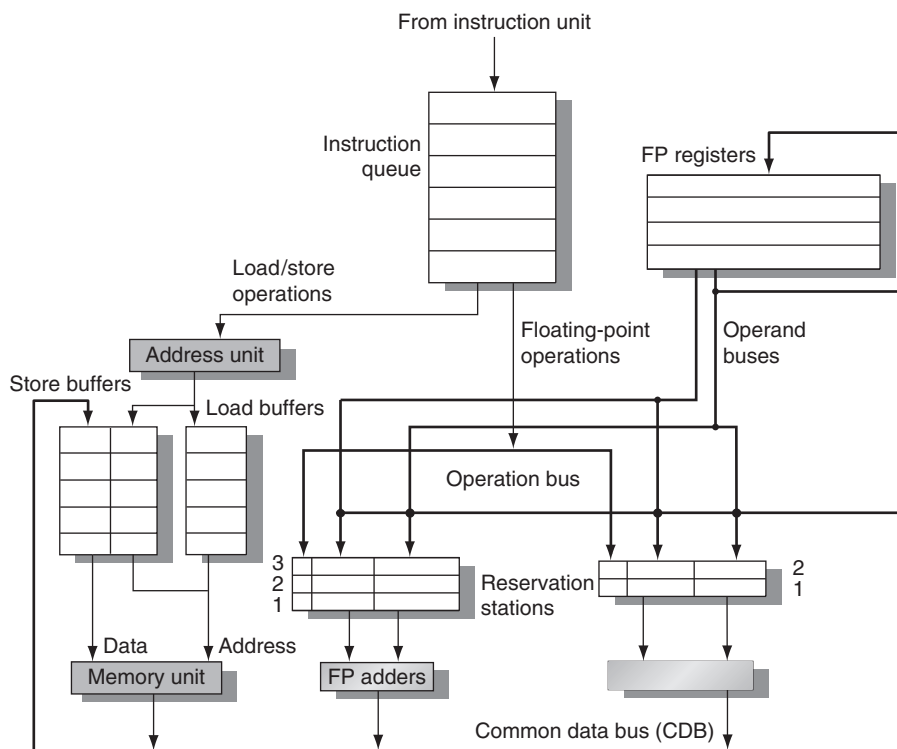 From instruction unit
Instruction
queue
FP registers
Load/store
operations
Floating-point
operations
Operand
buses
Address unit
Store buffers
Load buffers
Operation bus
3
2
1
Reservation
stations
2
1
Data
Address
Memory unit
FP adders
Common data bus (CDB)